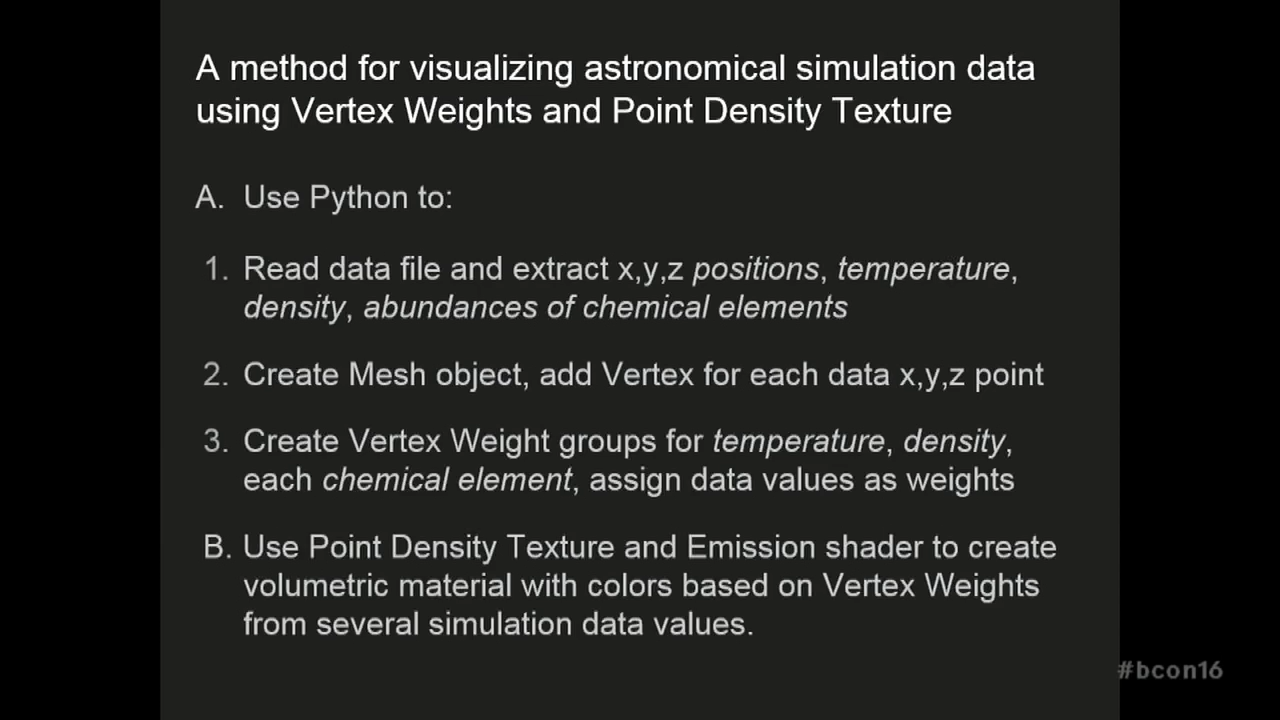 A method for visualizing astronomical simulation data
using Vertex Weights and Point Density Texture
A. Use Python to:
1. Read data file and extract x,y,z positions, temperature,
density, abundances of chemical elements
2. Create Mesh object, add Vertex for each data x,y,z point
3. Create Vertex Weight groups for temperature, density,
each chemical element, assign data values as weights
B. Use Point Density Texture and Emission shader to create
volumetric material with colors based on Vertex Weights
from several simulation data values.
#bcon16